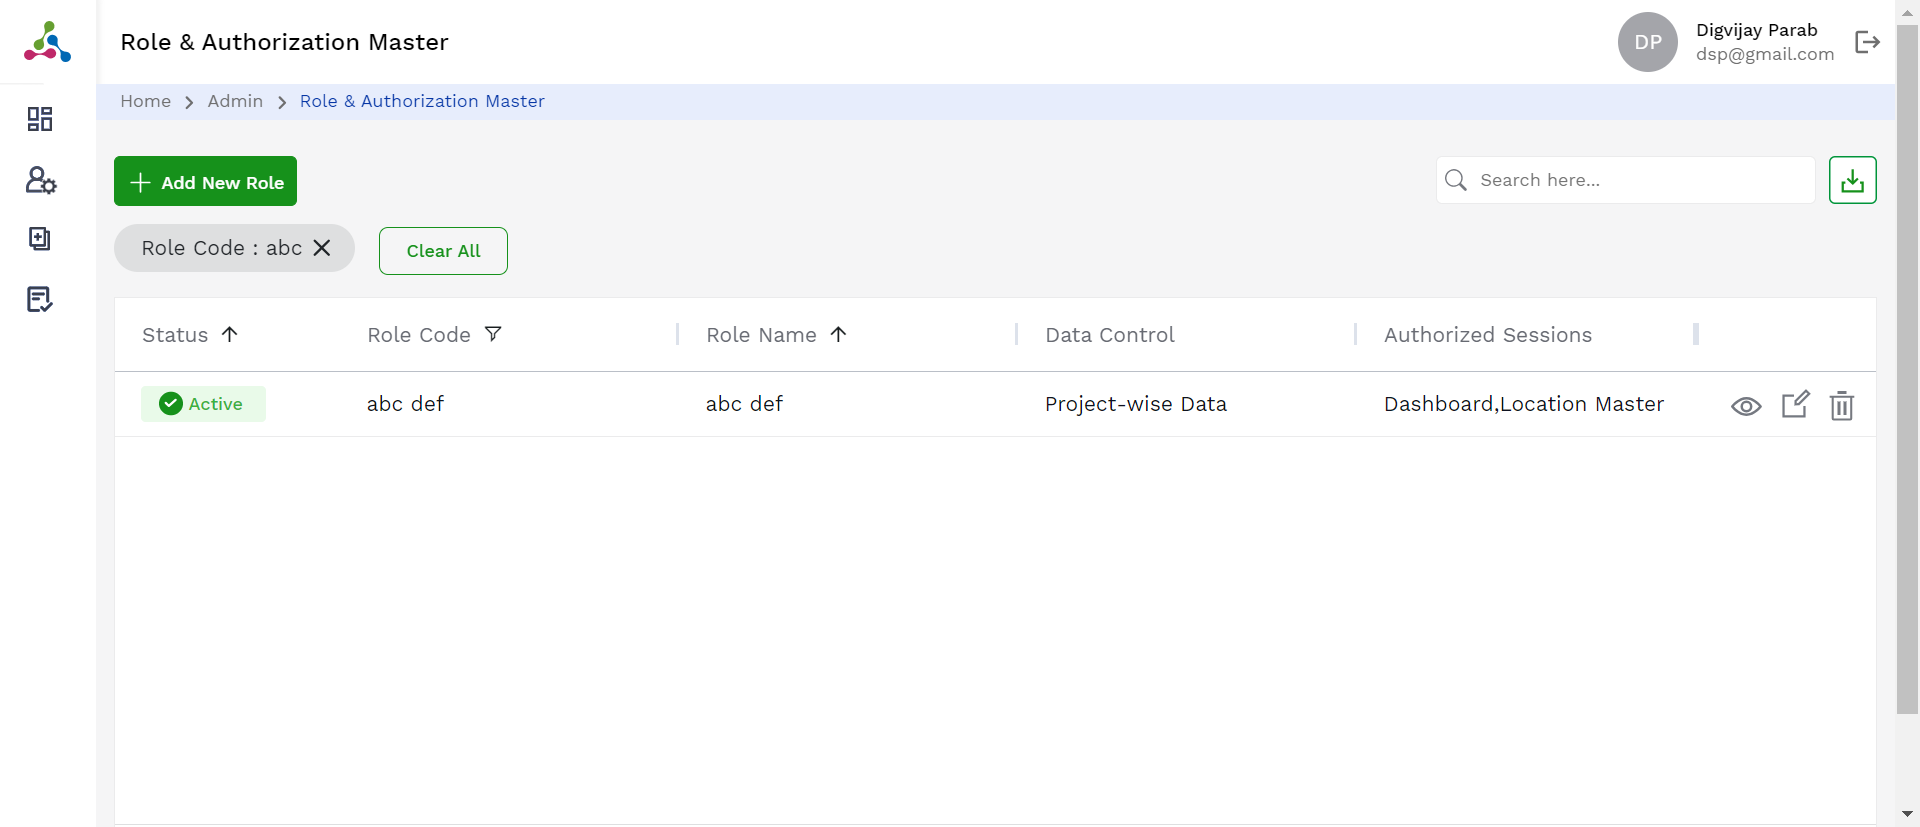 Role & Authorization Master
DP
Digvijay Parab
dsp@gmail.com
Home > Admin > Role & Authorization Master
Add New Role
Search here...
Role Code : abc
Clear All
Status Role Code Role Name Data Control Authorized Sessions
Active abc def abc def Project-wise Data Dashboard,Location Master